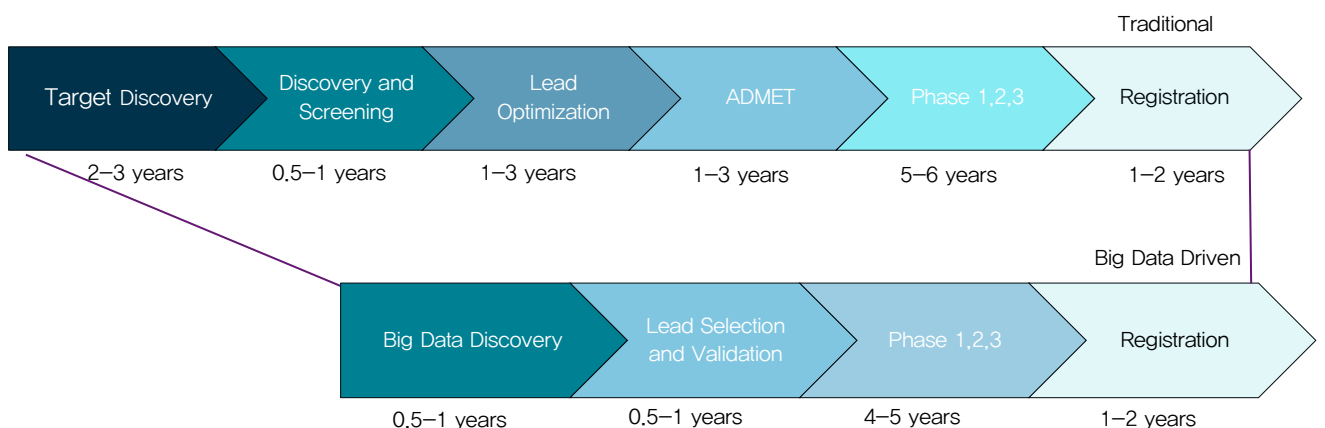 Traditional
Target Discovery
Discovery and
Screening
Lead
Optimization
ADMET
Phase 1,2,3
Registration
2–3 years
0.5–1 years
1–3 years
1–3 years
5–6 years
1–2 years
Big Data Driven
Big Data Discovery
Lead Selection
and Validation
Phase 1,2,3
Registration
0.5–1 years
0.5–1 years
4–5 years
1–2 years